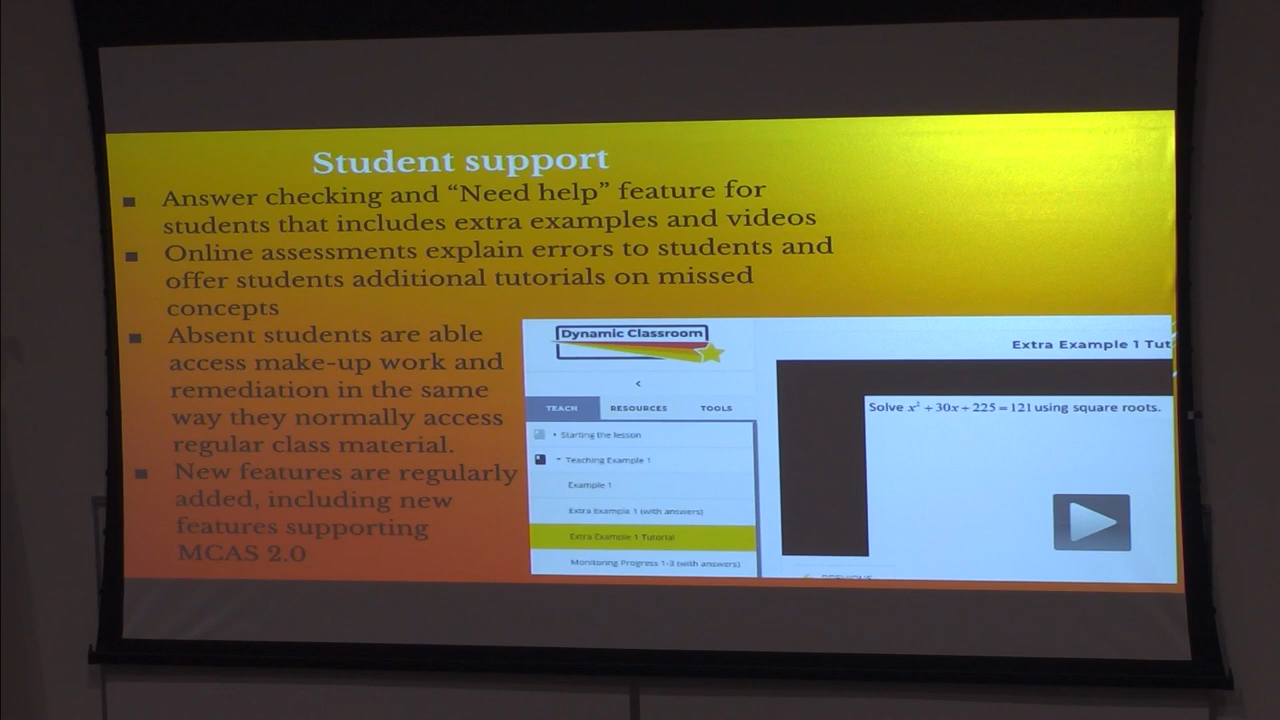 Student support
▪ Answer checking and “Need help” feature for
students that includes extra examples and videos
▪ Online assessments explain errors to students and
offer students additional tutorials on missed
concepts
▪ Absent students are able
access make-up work and
remediation in the same
way they normally access
regular class material.
▪ New features are regularly
added, including new
features supporting
MCAS 2.0
Dynamic Classroom
<
TEACH RESOURCES TOOLS
Starting the lesson
Teaching Example 1
Example 1
Extra Example 1 (with answers)
Extra Example 1 Tutorial
Monitoring Progress 1-3 (with answers)
Extra Example 1 Tut
Solve x² + 30x + 225 = 121 using square roots.